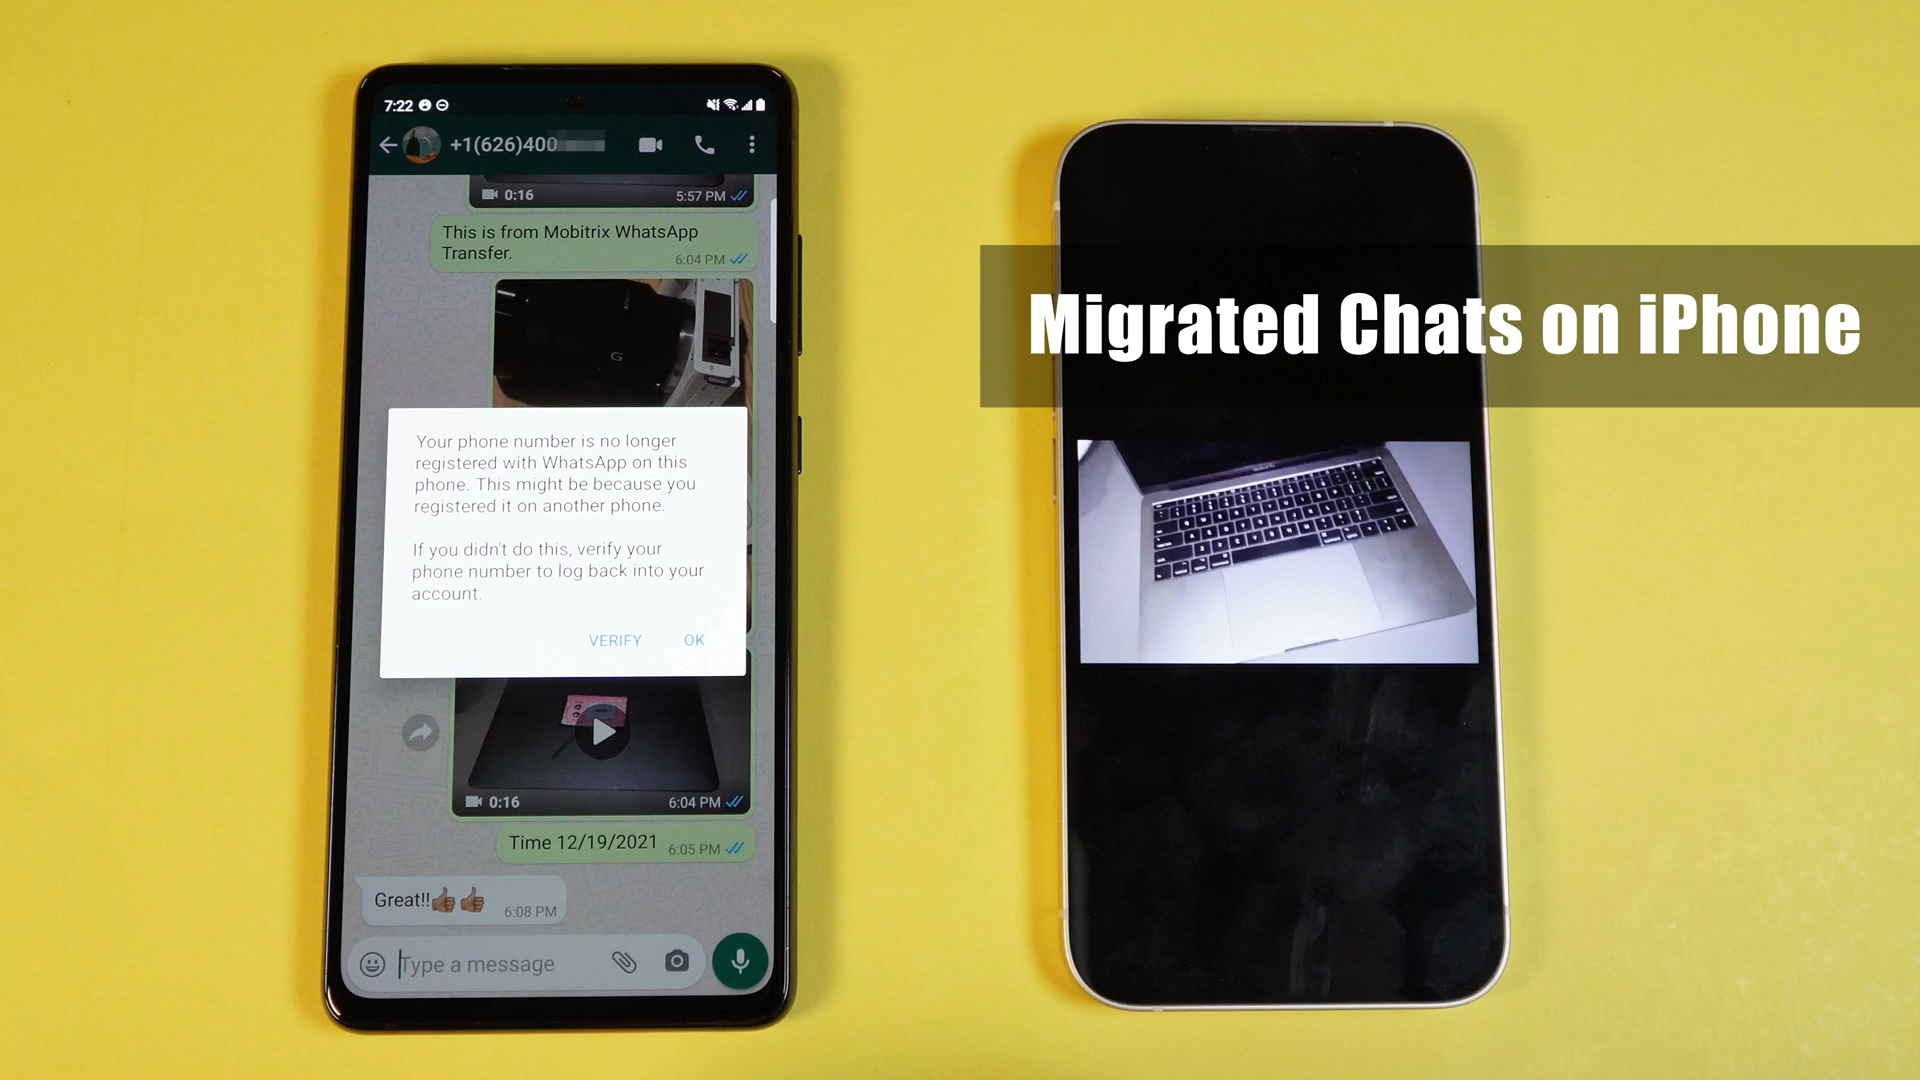 7:22
+1(626)400
0:16 5:57 PM
This is from Mobitrix WhatsApp
Transfer.
6:04 PM
G
Your phone number is no longer
registered with WhatsApp on this
phone. This might be because you
registered it on another phone.
If you didn't do this, verify your
phone number to log back into your
account.
VERIFY OK
0:16 6:04 PM
Time 12/19/2021 6:05 PM
Great!!👍🏽👍🏽 6:08 PM
Type a message
Migrated Chats on iPhone